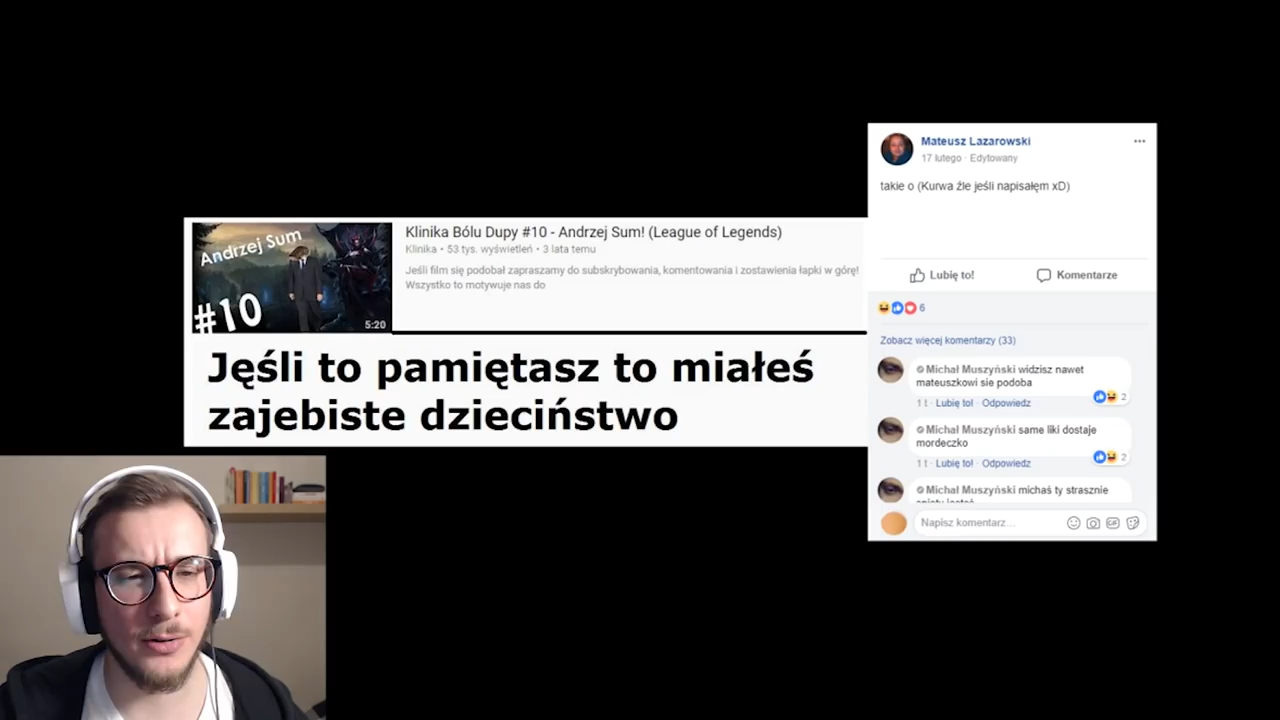 Andrzej Sum
#10
5:20
Klinika Bólu Dupy #10 - Andrzej Sum! (League of Legends)
Klinika • 53 tys. wyświetleń • 3 lata temu
Jeśli film się podobał zapraszamy do subskrybowania, komentowania i zostawienia łapki w górę!
Wszystko to motywuje nas do
Jęśli to pamiętasz to miałeś
zajebiste dzieciństwo
Mateusz Lazarowski
17 lutego · Edytowany
takie o (Kurwa źle jeśli napisałęm xD)
Lubię to!
Komentarze
6
Zobacz więcej komentarzy (33)
Michał Muszyński widzisz nawet
mateuszkowi sie podoba
2
1 t · Lubię to! · Odpowiedz
Michał Muszyński same liki dostaje
mordeczko
2
1 t · Lubię to! · Odpowiedz
Michał Muszyński michaś ty strasznie
Napisz komentarz...
GIF